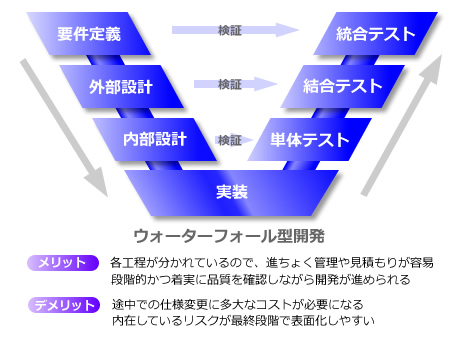 要件定義
検証
統合テスト
外部設計
検証
結合テスト
内部設計
検証
単体テスト
実装
ウォーターフォール型開発
メリット
各工程が分かれているので、進ちょく管理や見積もりが容易
段階的かつ着実に品質を確認しながら開発が進められる
デメリット
途中での仕様変更に多大なコストが必要になる
内在しているリスクが最終段階で表面化しやすい